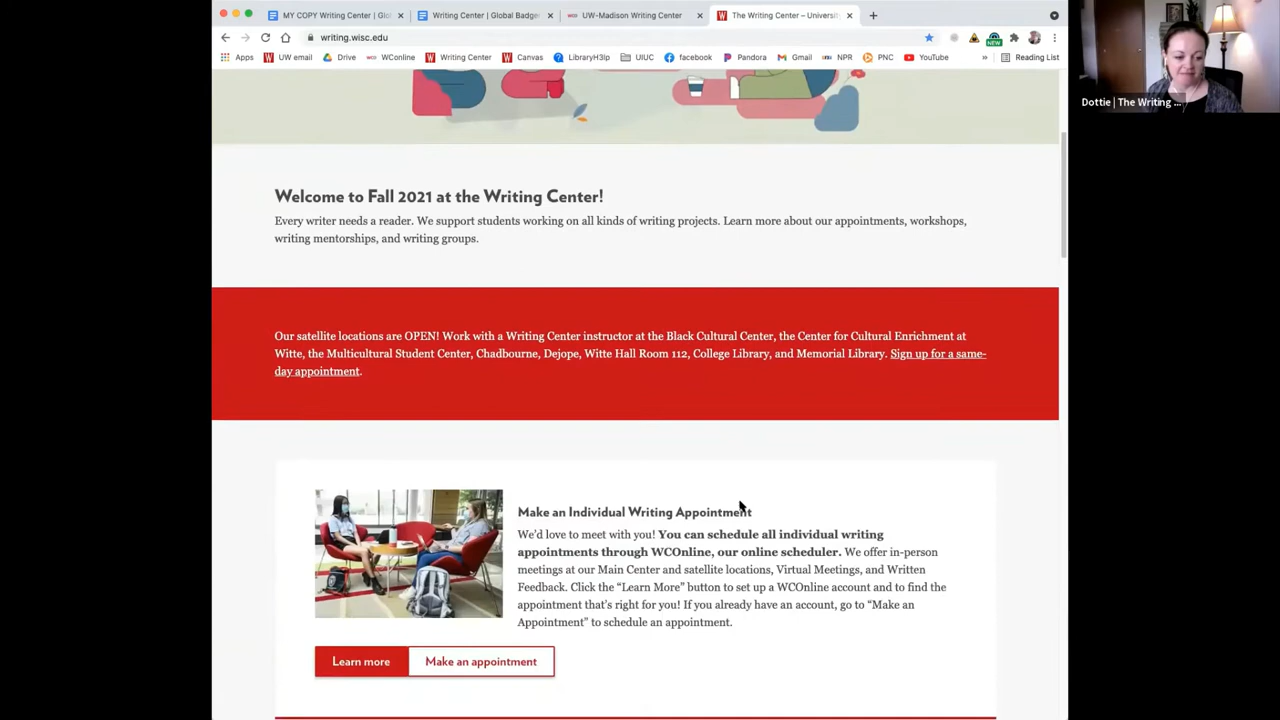 MY COPY Writing Center | Glo
Writing Center | Global Badge
UW-Madison Writing Center
The Writing Center – Universit
writing.wisc.edu
NEW
Apps
UW email
Drive
WConline
Writing Center
Canvas
LibraryH3lp
UIUC
facebook
Pandora
Gmail
NPR
PNC
YouTube
»
Reading List
Dottie | The Writing ...
Welcome to Fall 2021 at the Writing Center!
Every writer needs a reader. We support students working on all kinds of writing projects. Learn more about our appointments, workshops,
writing mentorships, and writing groups.
Our satellite locations are OPEN! Work with a Writing Center instructor at the Black Cultural Center, the Center for Cultural Enrichment at
Witte, the Multicultural Student Center, Chadbourne, Dejope, Witte Hall Room 112, College Library, and Memorial Library. Sign up for a same-
day appointment.
Make an Individual Writing Appointment
We'd love to meet with you! You can schedule all individual writing
appointments through WCOnline, our online scheduler. We offer in-person
meetings at our Main Center and satellite locations, Virtual Meetings, and Written
Feedback. Click the “Learn More” button to set up a WCOnline account and to find the
appointment that's right for you! If you already have an account, go to “Make an
Appointment” to schedule an appointment.
Learn more
Make an appointment